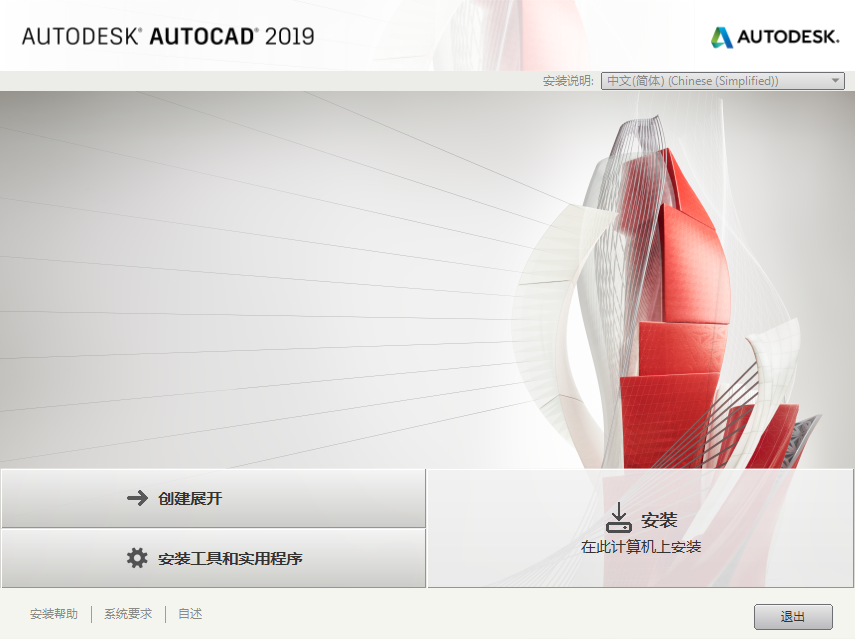 AUTODESK® AUTOCAD® 2019
AUTODESK.
安装说明: 中文(简体) (Chinese (Simplified))
创建展开
安装工具和实用程序
安装
在此计算机上安装
安装帮助 系统要求 自述
退出